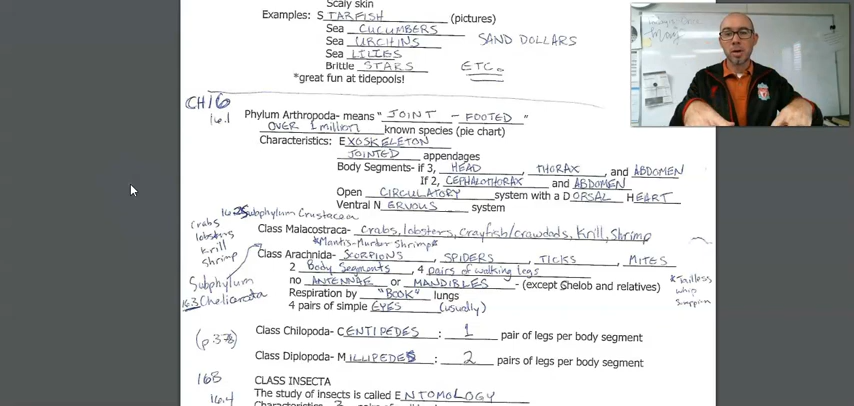 Scaly skin
Examples: STARFISH (pictures)
Sea CUCUMBERS
Sea URCHINS SAND DOLLARS
Sea LILIES
Brittle STARS ETC.
*great fun at tidepools!
CH16
16.1
Phylum Arthropoda- means "JOINT - FOOTED"
OVER 1 million known species (pie chart)
Characteristics: EXOSKELETON
JOINTED appendages
Body Segments- if 3, HEAD, THORAX, and ABDOMEN
If 2, CEPHALOTHORAX and ABDOMEN
Open CIRCULATORY system with a DORSAL HEART
Ventral NERVOUS system
Subphylum Crustacea
Crabs
lobsters
krill
shrimp
Class Malacostraca- Crabs, lobsters, Crayfish/crawdads, Krill, Shrimp
*Mantis-Murder Shrimp*
Class Arachnida- SCORPIONS, SPIDERS, TICKS, MITES
2 Body Segments, 4 pairs of walking legs
Subphylum
16.3 Chelicerata
no ANTENNAE or MANDIBLES - (except Shelob and relatives)
*Tailless
whip
Respiration by "BOOK" lungs
4 pairs of simple EYES (usually)
Class Chilopoda- CENTIPEDES: 1 pair of legs per body segment
Class Diplopoda- MILLIPEDES: 2 pairs of legs per body segment
CLASS INSECTA
16.4
The study of insects is called ENTOMOLOGY